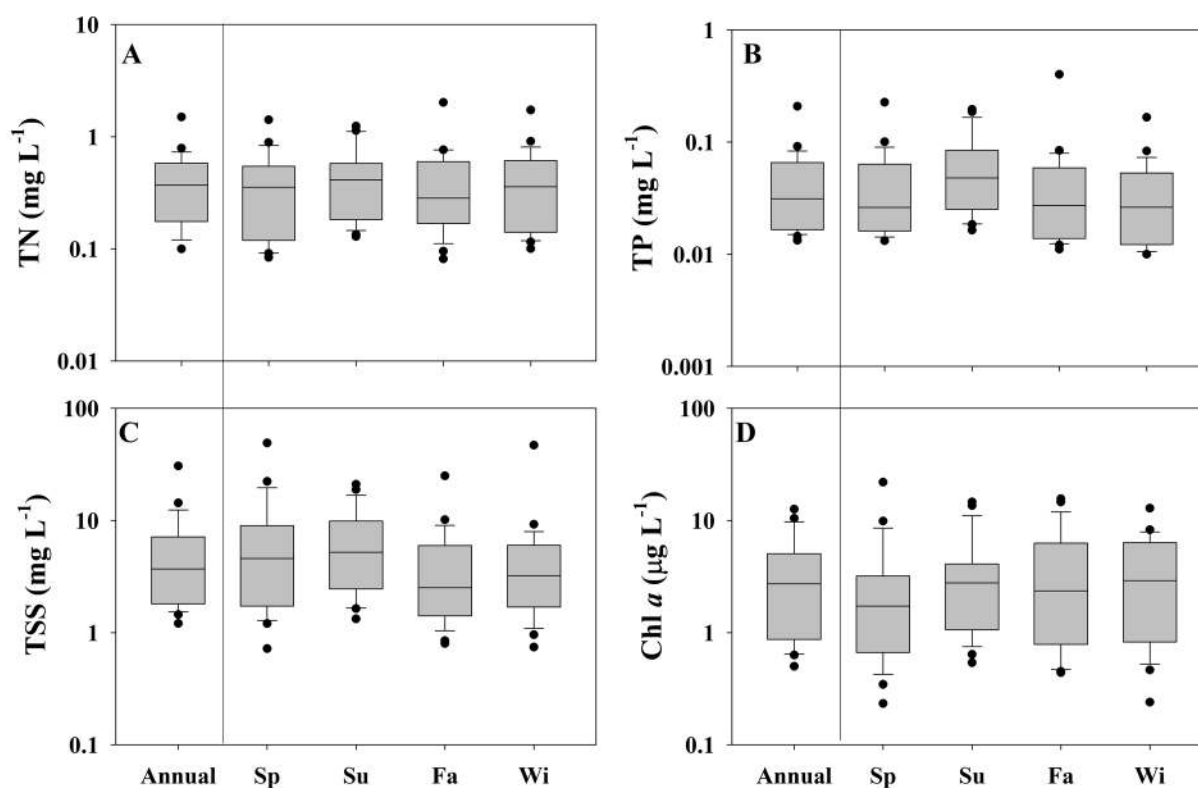 A
TN (mg L⁻¹)
10
1
0.1
0.01
B
TP (mg L⁻¹)
1
0.1
0.01
0.001
C
TSS (mg L⁻¹)
100
10
1
0.1
Annual Sp Su Fa Wi
D
Chl a (µg L⁻¹)
100
10
1
0.1
Annual Sp Su Fa Wi